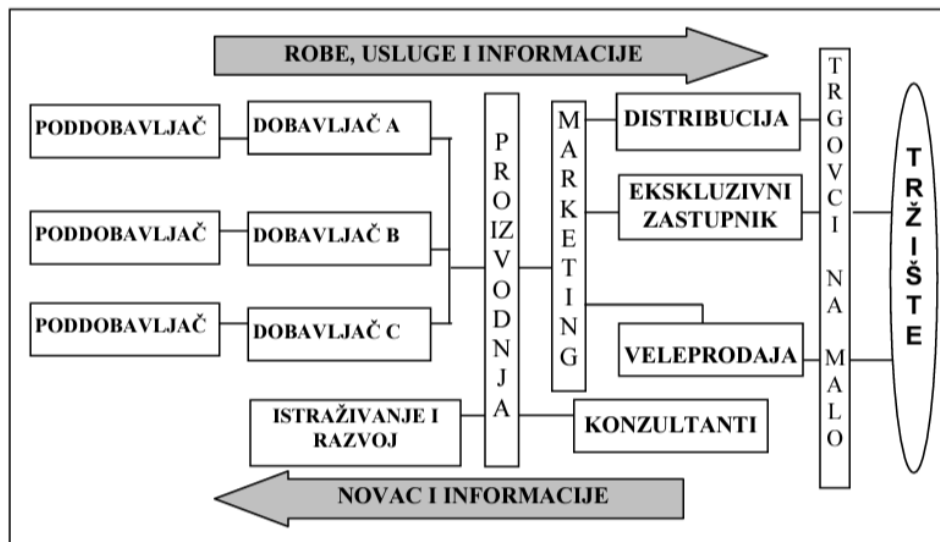 ROBE, USLUGE I INFORMACIJE
PODDOBAVLJAČ
DOBAVLJAČ A
PODDOBAVLJAČ
DOBAVLJAČ B
PODDOBAVLJAČ
DOBAVLJAČ C
ISTRAŽIVANJE I
RAZVOJ
PROIZVODNJA
MARKETING
DISTRIBUCIJA
EKSKLUZIVNI
ZASTUPNIK
VELEPRODAJA
KONZULTANTI
TRGOVCI NA MALO
TRŽIŠTE
NOVAC I INFORMACIJE